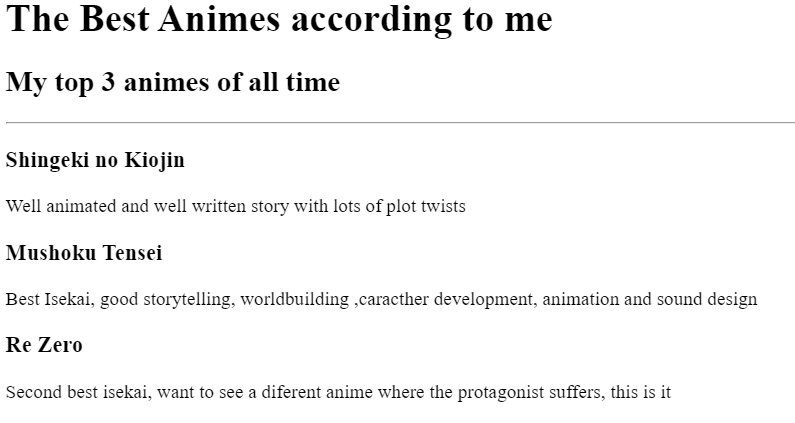 The Best Animes according to me
My top 3 animes of all time
Shingeki no Kiojin
Well animated and well written story with lots of plot twists
Mushoku Tensei
Best Isekai, good storytelling, worldbuilding ,caracther development, animation and sound design
Re Zero
Second best isekai, want to see a diferent anime where the protagonist suffers, this is it